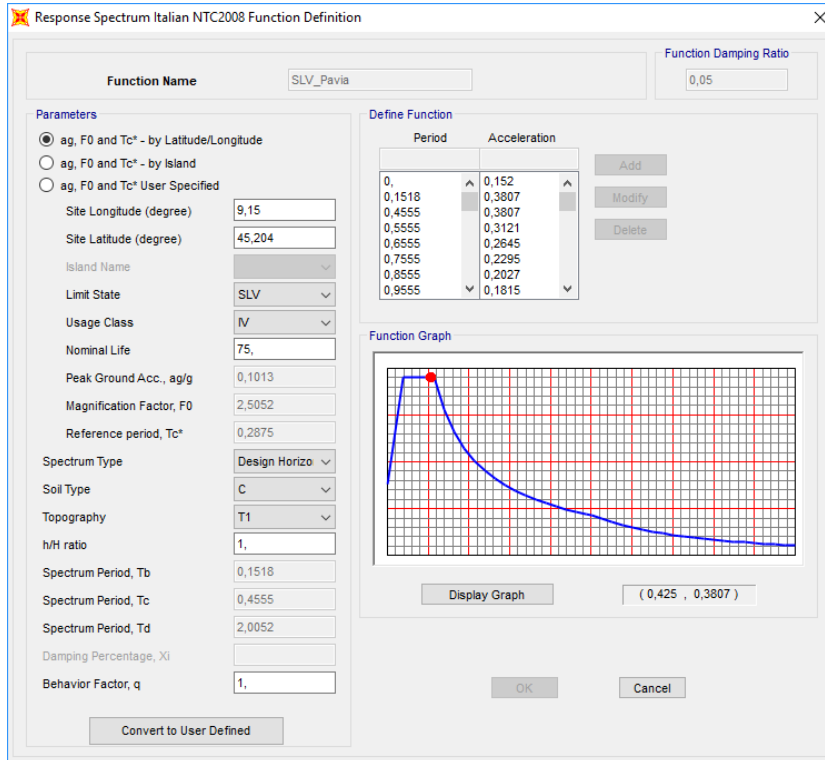 Response Spectrum Italian NTC2008 Function Definition
Function Name SLV_Pavia
Function Damping Ratio
0,05
Parameters
ag, F0 and Tc* - by Latitude/Longitude
ag, F0 and Tc* - by Island
ag, F0 and Tc* User Specified
Site Longitude (degree) 9,15
Site Latitude (degree) 45,204
Island Name
Limit State SLV
Usage Class IV
Nominal Life 75,
Peak Ground Acc., ag/g 0,1013
Magnification Factor, F0 2,5052
Reference period, Tc* 0,2875
Spectrum Type Design Horizo
Soil Type C
Topography T1
h/H ratio 1,
Spectrum Period, Tb 0,1518
Spectrum Period, Tc 0,4555
Spectrum Period, Td 2,0052
Damping Percentage, Xi
Behavior Factor, q 1,
Convert to User Defined
Define Function
Period Acceleration
0, 0,152
0,1518 0,3807
0,4555 0,3807
0,5555 0,3121
0,6555 0,2645
0,7555 0,2295
0,8555 0,2027
0,9555 0,1815
Add
Modify
Delete
Function Graph
Display Graph ( 0,425 , 0,3807 )
OK Cancel